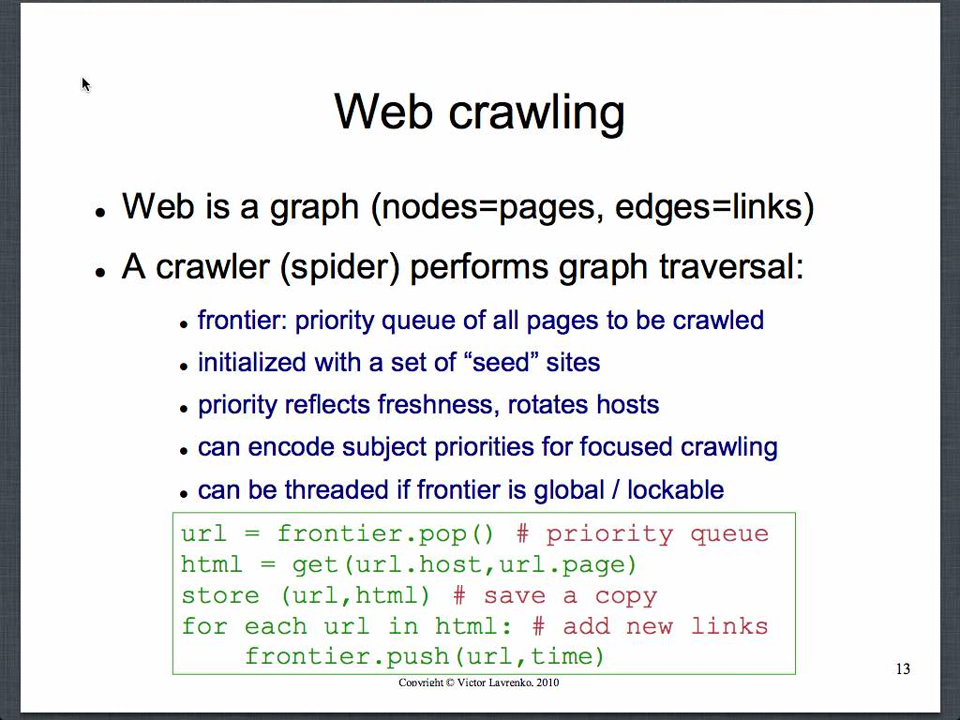 Web crawling
• Web is a graph (nodes=pages, edges=links)
• A crawler (spider) performs graph traversal:
• frontier: priority queue of all pages to be crawled
• initialized with a set of “seed” sites
• priority reflects freshness, rotates hosts
• can encode subject priorities for focused crawling
• can be threaded if frontier is global / lockable
url = frontier.pop() # priority queue
html = get(url.host,url.page)
store (url,html) # save a copy
for each url in html: # add new links
    frontier.push(url,time)
13
Copyright © Victor Lavrenko, 2010